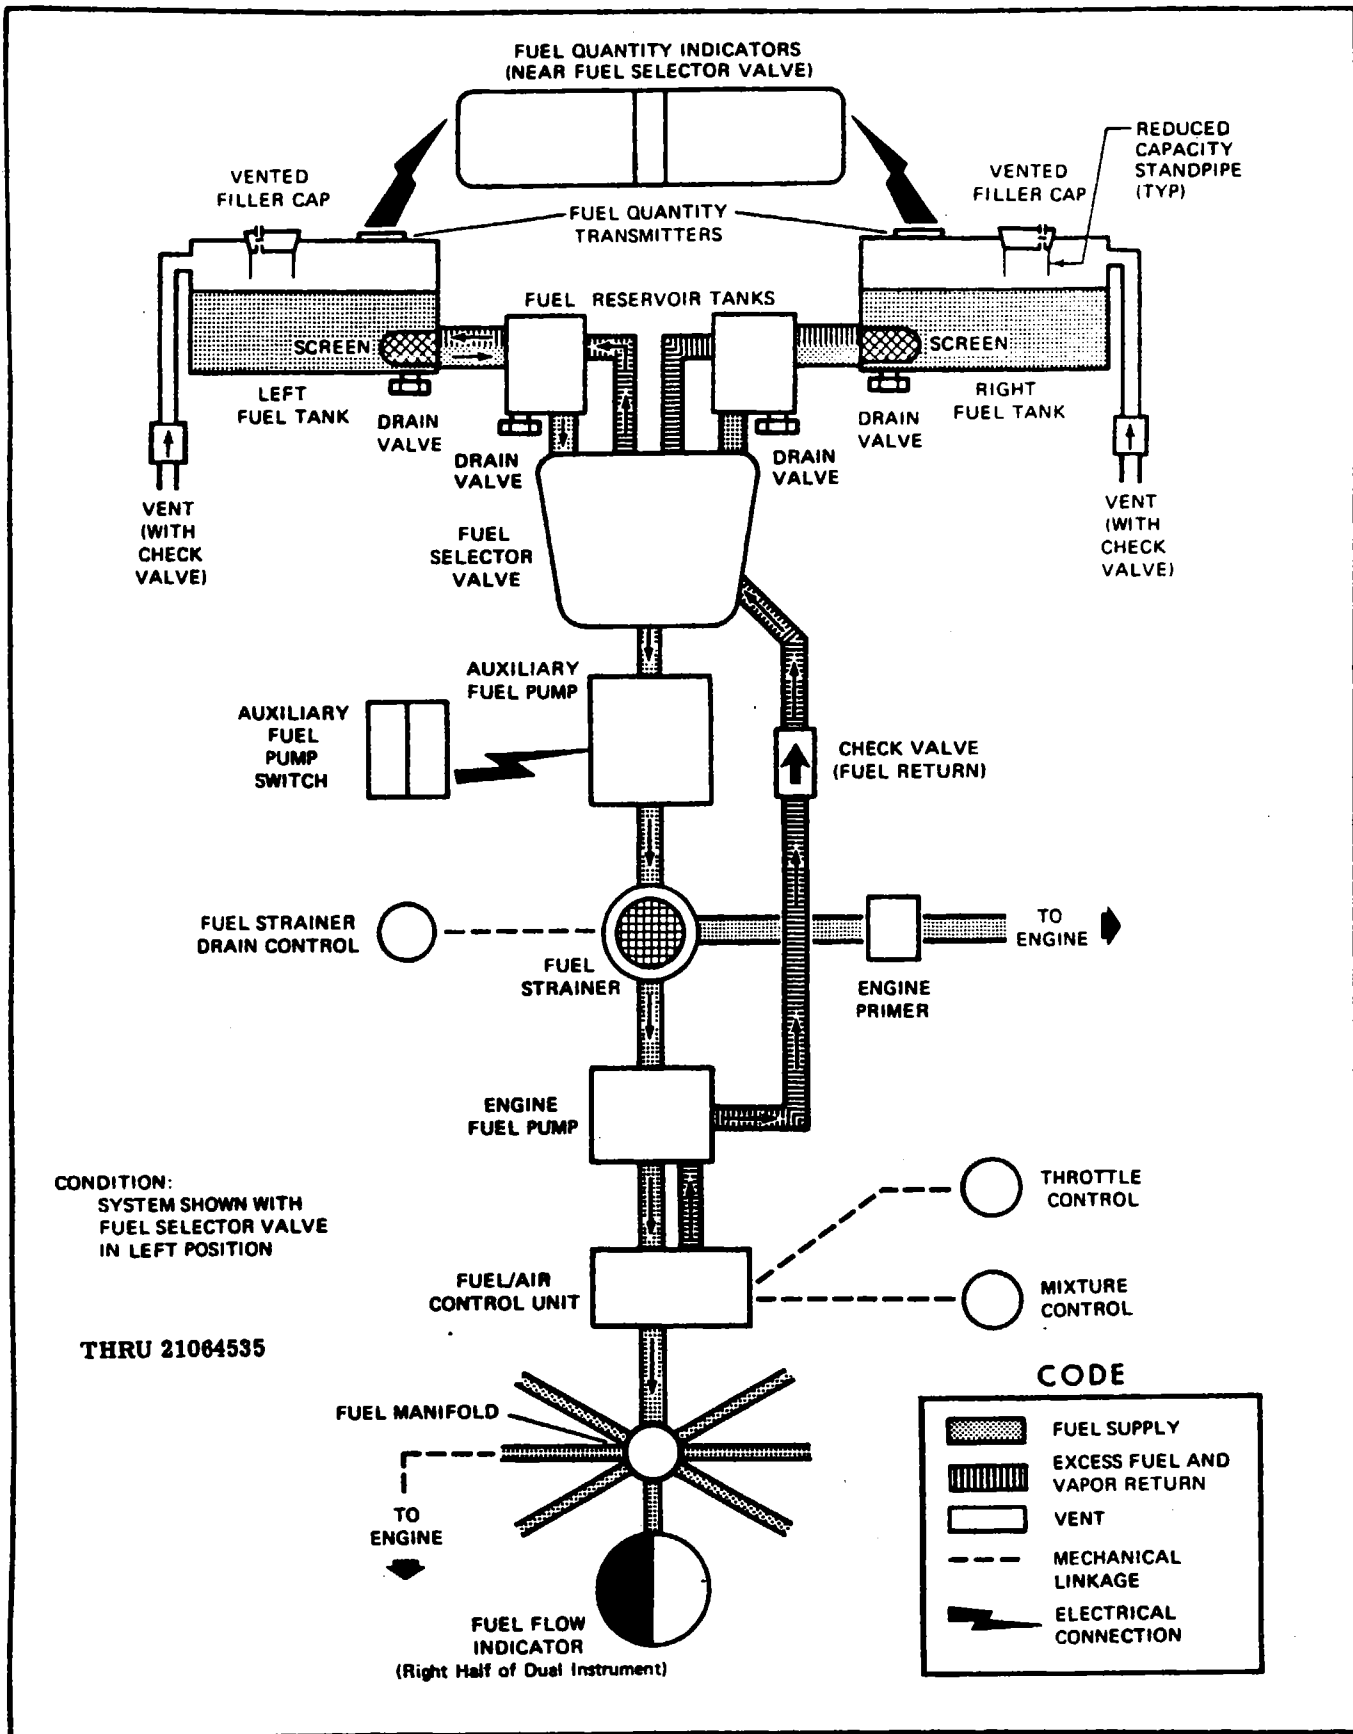 FUEL QUANTITY INDICATORS
(NEAR FUEL SELECTOR VALVE)
REDUCED
CAPACITY
STANDPIPE
(TYP)
VENTED
FILLER CAP
VENTED
FILLER CAP
FUEL QUANTITY
TRANSMITTERS
FUEL RESERVOIR TANKS
SCREEN
SCREEN
LEFT
FUEL TANK
RIGHT
FUEL TANK
DRAIN
VALVE
DRAIN
VALVE
DRAIN
VALVE
DRAIN
VALVE
VENT
(WITH
CHECK
VALVE)
VENT
(WITH
CHECK
VALVE)
FUEL
SELECTOR
VALVE
AUXILIARY
FUEL PUMP
AUXILIARY
FUEL
PUMP
SWITCH
CHECK VALVE
(FUEL RETURN)
FUEL STRAINER
DRAIN CONTROL
FUEL
STRAINER
TO
ENGINE
ENGINE
PRIMER
ENGINE
FUEL PUMP
CONDITION:
SYSTEM SHOWN WITH
FUEL SELECTOR VALVE
IN LEFT POSITION
THROTTLE
CONTROL
FUEL/AIR
CONTROL UNIT
MIXTURE
CONTROL
THRU 21064535
FUEL MANIFOLD
TO
ENGINE
FUEL FLOW
INDICATOR
(Right Half of Dual Instrument)
CODE
FUEL SUPPLY
EXCESS FUEL AND
VAPOR RETURN
VENT
MECHANICAL
LINKAGE
ELECTRICAL
CONNECTION